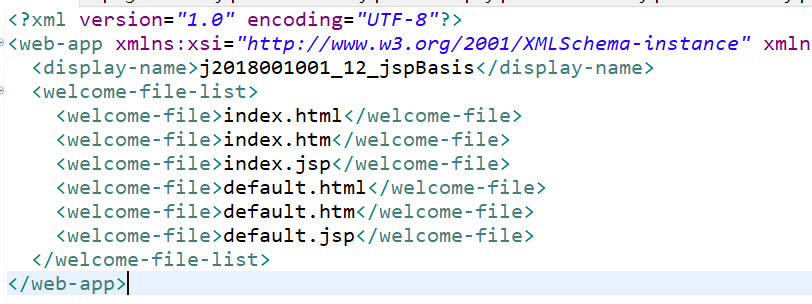 <?xml version="1.0" encoding="UTF-8"?>
<web-app xmlns:xsi="http://www.w3.org/2001/XMLSchema-instance" xmln
<display-name>j2018001001_12_jspBasis</display-name>
<welcome-file-list>
<welcome-file>index.html</welcome-file>
<welcome-file>index.htm</welcome-file>
<welcome-file>index.jsp</welcome-file>
<welcome-file>default.html</welcome-file>
<welcome-file>default.htm</welcome-file>
<welcome-file>default.jsp</welcome-file>
</welcome-file-list>
</web-app>